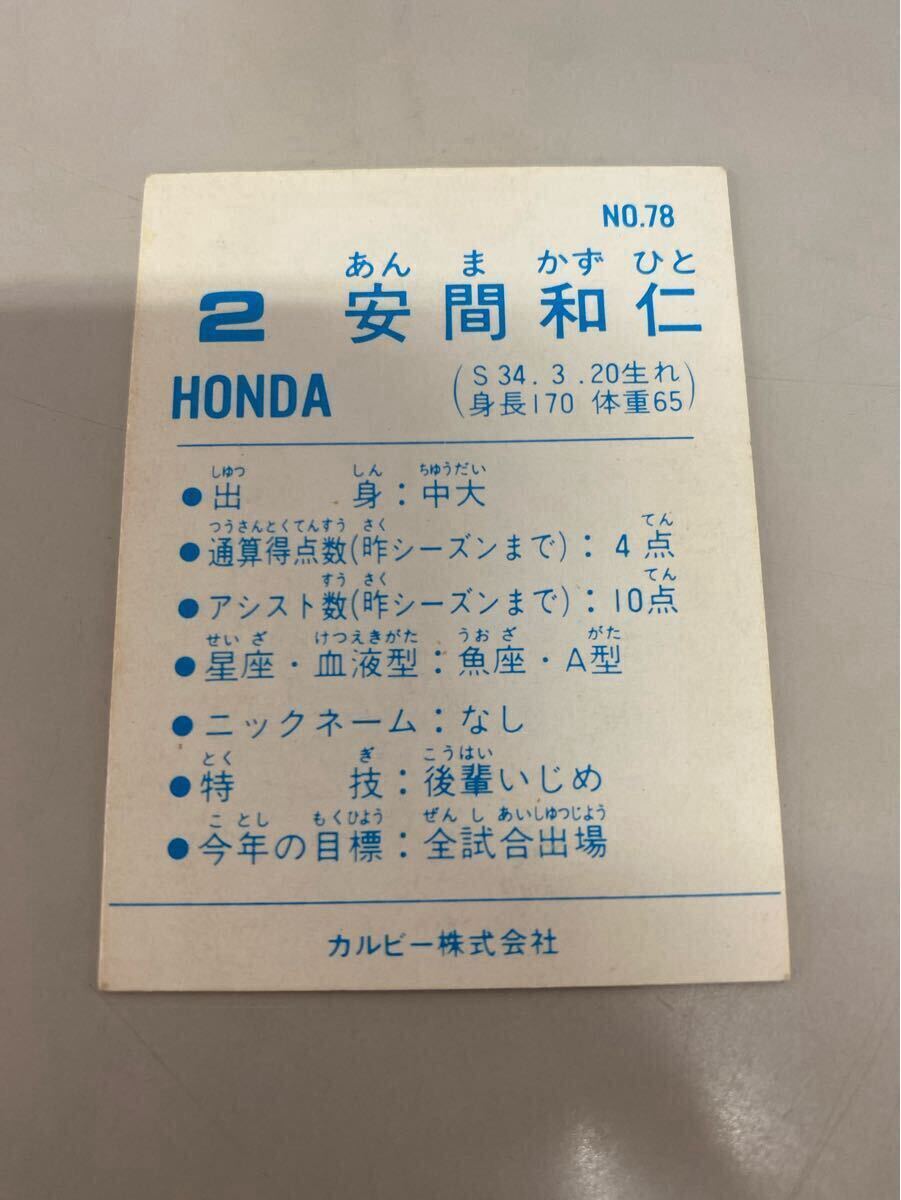 NO.78
あん ま かず ひと
2 安間和仁
HONDA
(S34.3.20生れ
身長170 体重65)
しゅつ しん ちゅうだい
●出 身：中大
つうさんとくてんすう さく てん
●通算得点数(昨シーズンまで)：4点
すう さく てん
●アシスト数(昨シーズンまで)：10点
せい ざ けつえきがた うお ざ がた
●星座・血液型：魚座・A型
●ニックネーム：なし
とく ぎ こうはい
●特 技：後輩いじめ
こ とし もくひょう ぜん し あいしゅつじょう
●今年の目標：全試合出場
カルビー株式会社